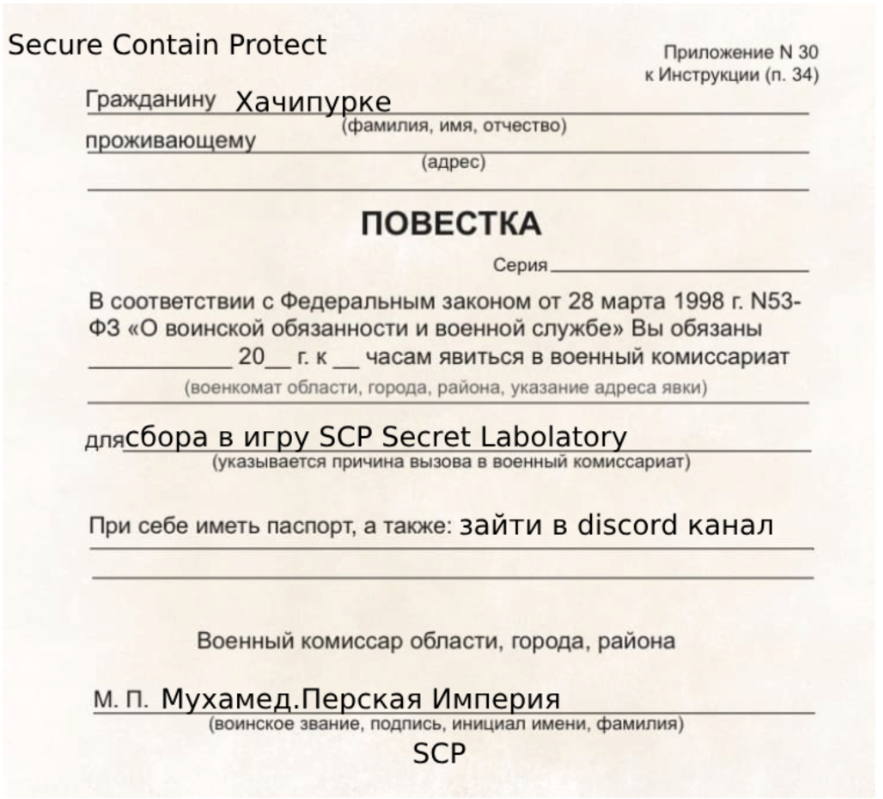 Secure Contain Protect
Приложение N 30
к Инструкции (п. 34)
Гражданину Хачипурке
(фамилия, имя, отчество)
проживающему
(адрес)
ПОВЕСТКА
Серия
В соответствии с Федеральным законом от 28 марта 1998 г. N53-
ФЗ «О воинской обязанности и военной службе» Вы обязаны
___________ 20__ г. к __ часам явиться в военный комиссариат
(военкомат области, города, района, указание адреса явки)
для сбора в игру SCP Secret Labolatory
(указывается причина вызова в военный комиссариат)
При себе иметь паспорт, а также: зайти в discord канал
Военный комиссар области, города, района
М. П. Мухамед.Перская Империя
(воинское звание, подпись, инициал имени, фамилия)
SCP